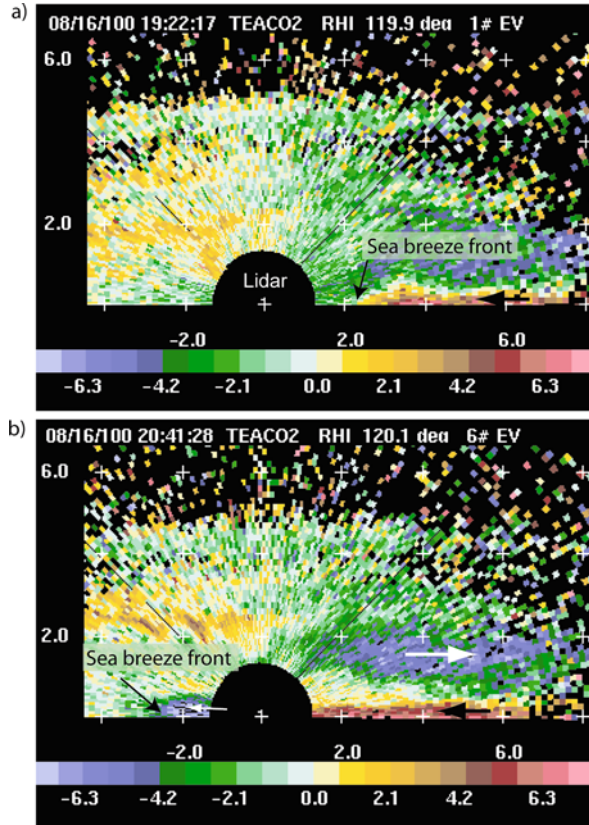 a)
08/16/100 19:22:17 TEACO2 RHI 119.9 deg 1# EV
6.0
2.0
Sea breeze front
Lidar
-2.0 2.0 6.0
-6.3 -4.2 -2.1 0.0 2.1 4.2 6.3
b)
08/16/100 20:41:28 TEACO2 RHI 120.1 deg 6# EV
6.0
2.0
Sea breeze front
-2.0 2.0 6.0
-6.3 -4.2 -2.1 0.0 2.1 4.2 6.3